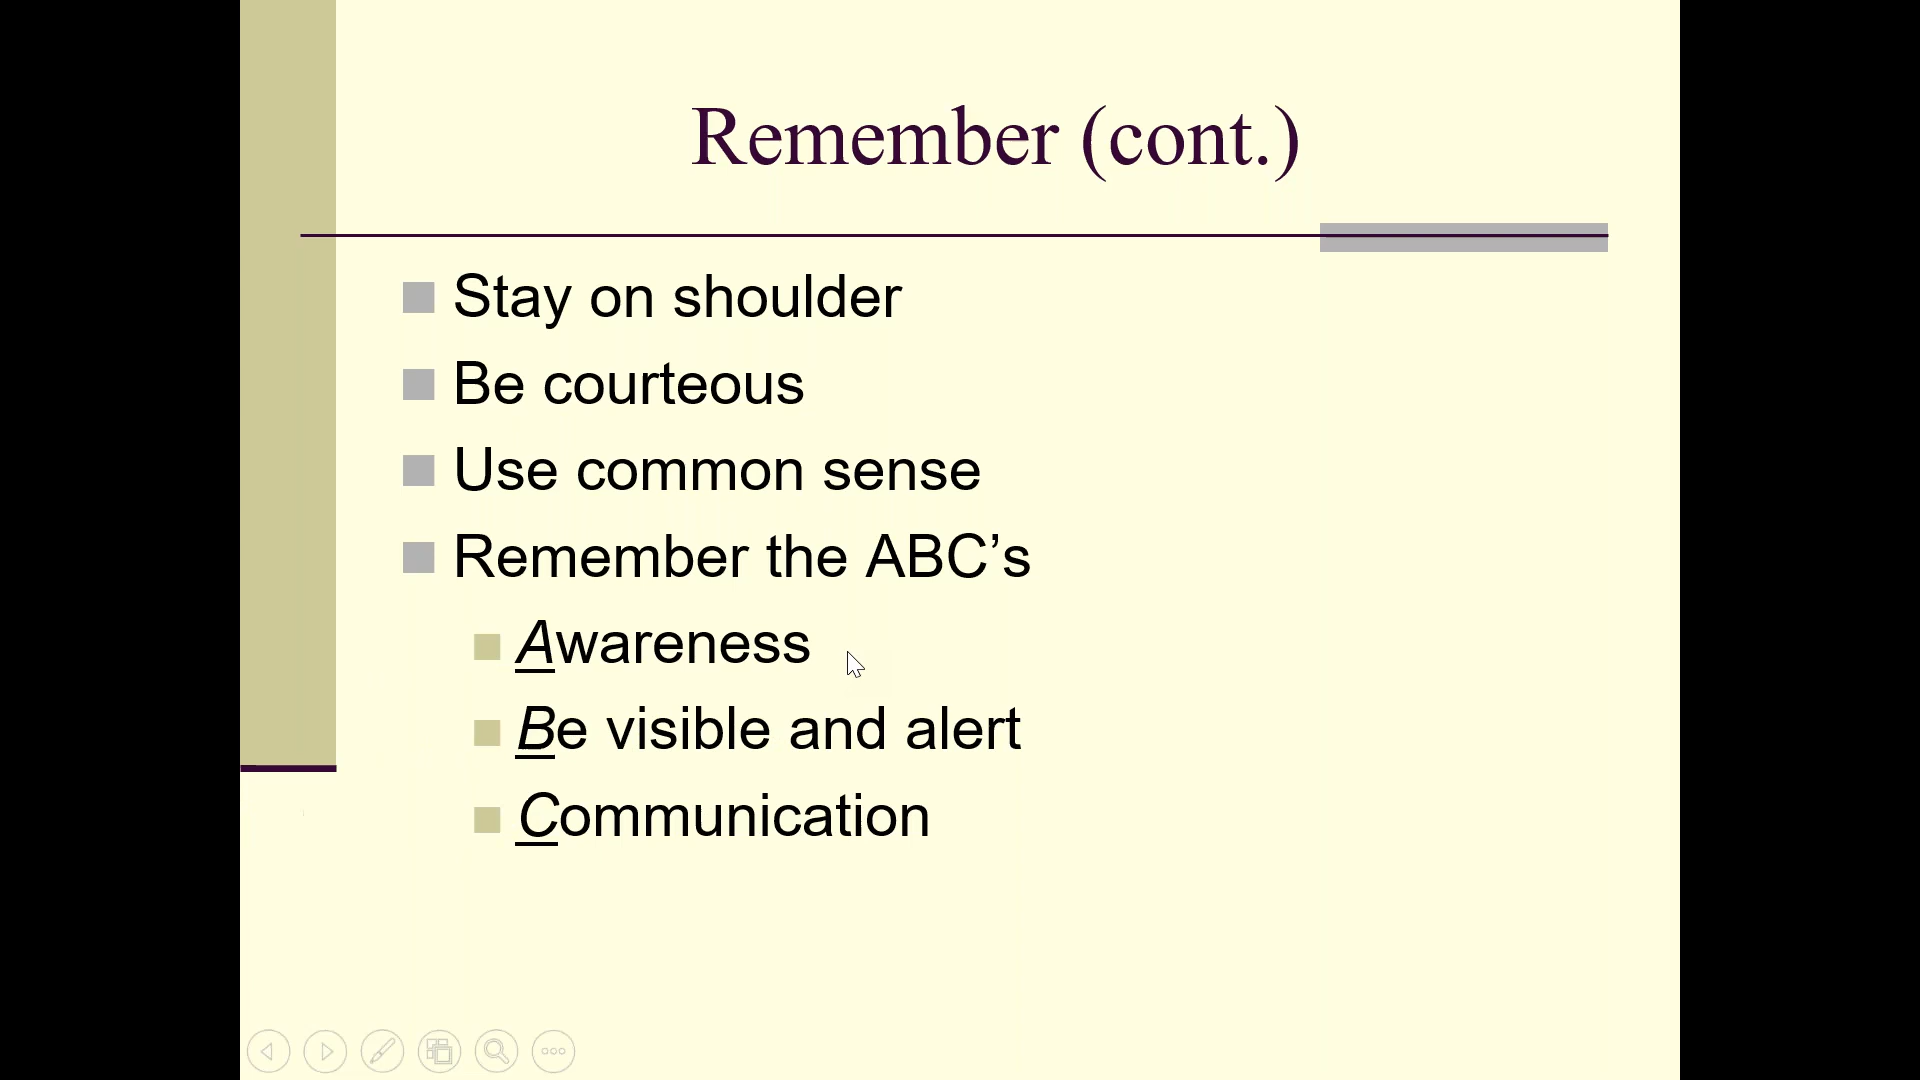 Remember (cont.)
Stay on shoulder
Be courteous
Use common sense
Remember the ABC’s
Awareness
Be visible and alert
Communication